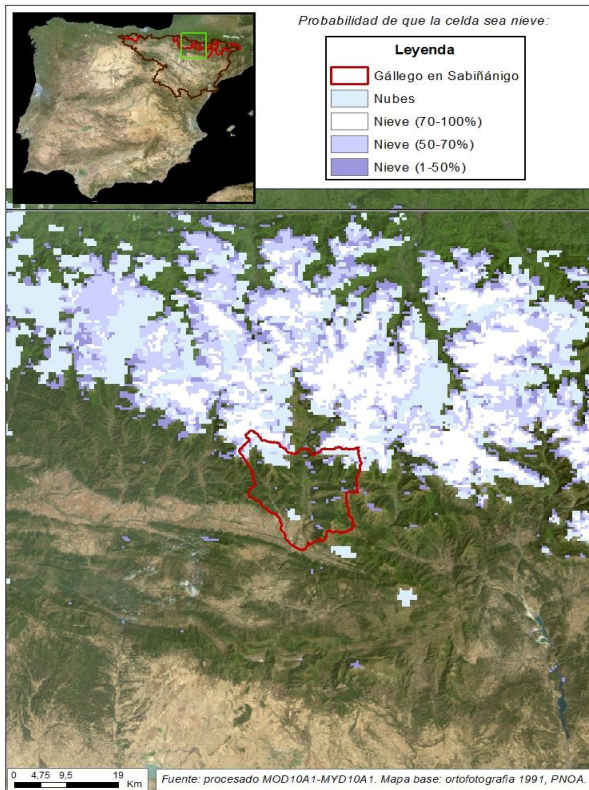 Probabilidad de que la celda sea nieve:
Leyenda
Gállego en Sabiñánigo
Nubes
Nieve (70-100%)
Nieve (50-70%)
Nieve (1-50%)
0 4,75 9,5 19
Km
Fuente: procesado MOD10A1-MYD10A1. Mapa base: ortofotografia 1991, PNOA.